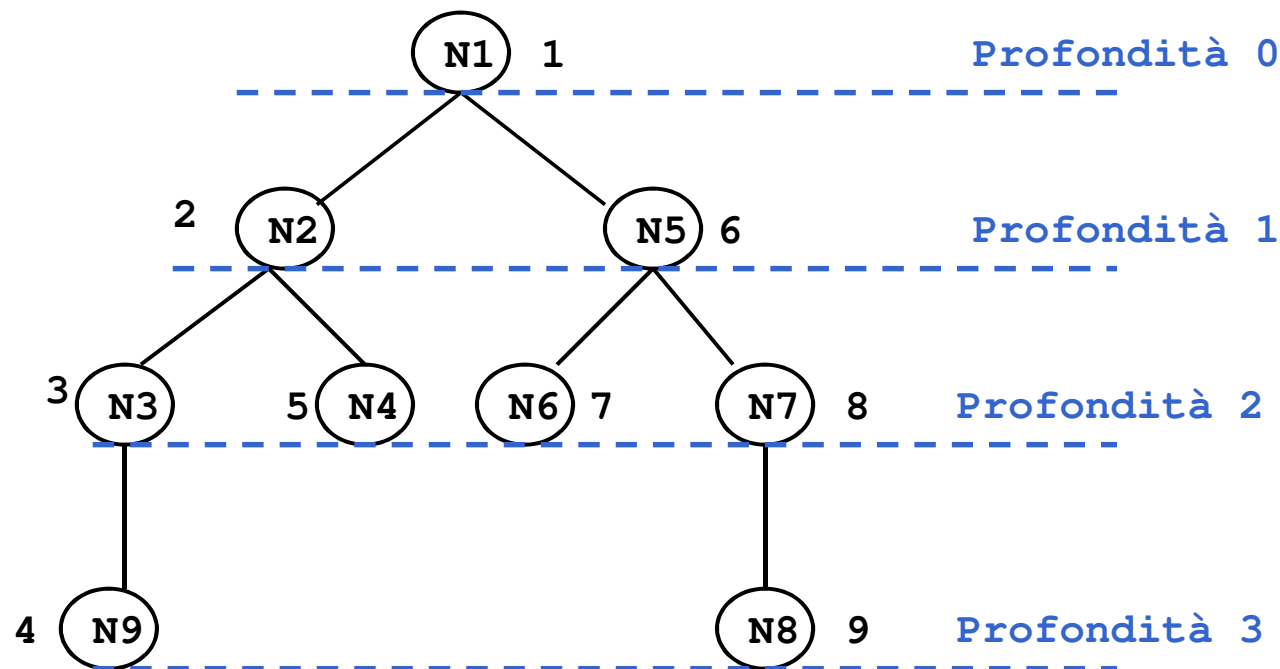 N1 1 Profondità 0
2 N2 N5 6 Profondità 1
3 N3 5 N4 N6 7 N7 8 Profondità 2
4 N9 N8 9 Profondità 3